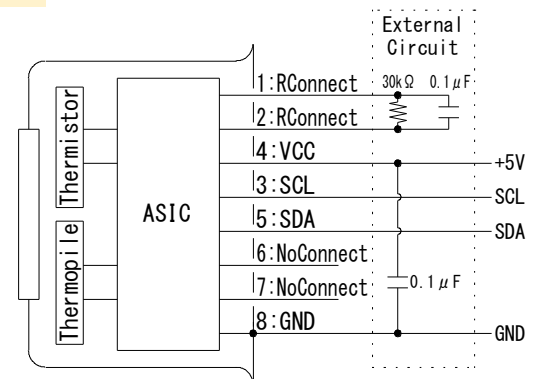 External
Circuit
1:RConnect
30kΩ
0.1μF
2:RConnect
4:VCC
+5V
3:SCL
SCL
5:SDA
SDA
6:NoConnect
7:NoConnect
0.1μF
8:GND
GND
Thermistor
Thermopile
ASIC